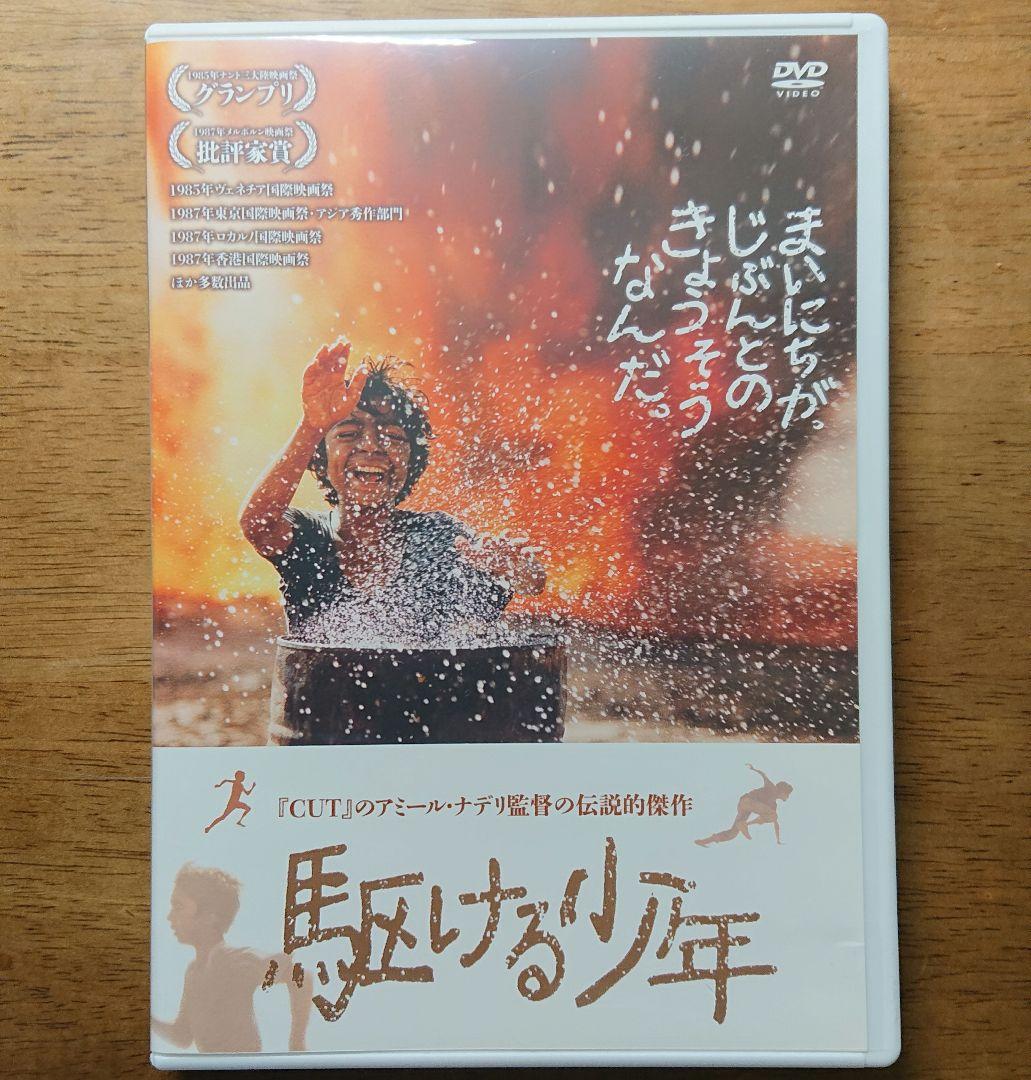 1985年ナント三大陸映画祭
グランプリ
1987年メルボルン映画祭
批評家賞
1985年ヴェネチア国際映画祭
1987年東京国際映画祭・アジア秀作部門
1987年ロカルノ国際映画祭
1987年香港国際映画祭
ほか多数出品
DVD
VIDEO
まいにちが、
じぶんとの
きょうそう
なんだ。
『CUT』のアミール・ナデリ監督の伝説的傑作
駆ける少年